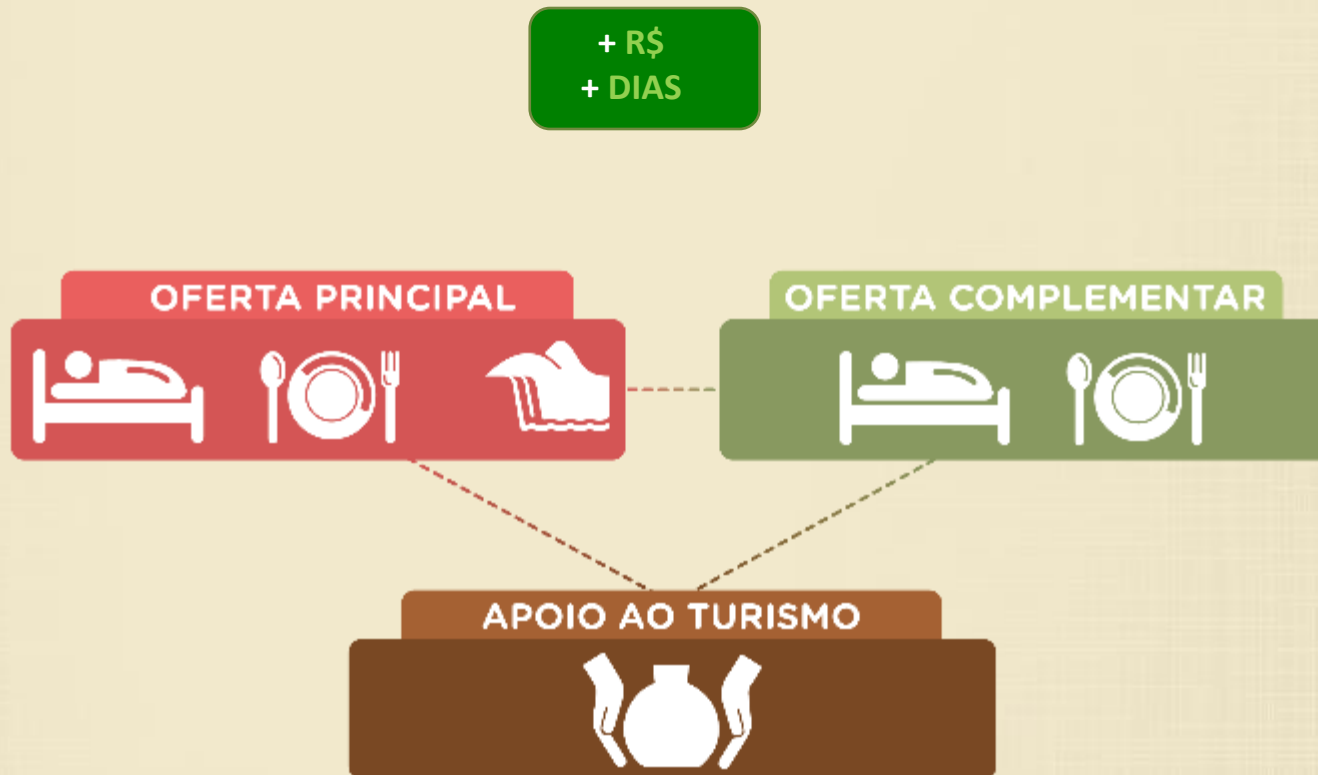 + R$
+ DIAS
OFERTA PRINCIPAL
OFERTA COMPLEMENTAR
APOIO AO TURISMO